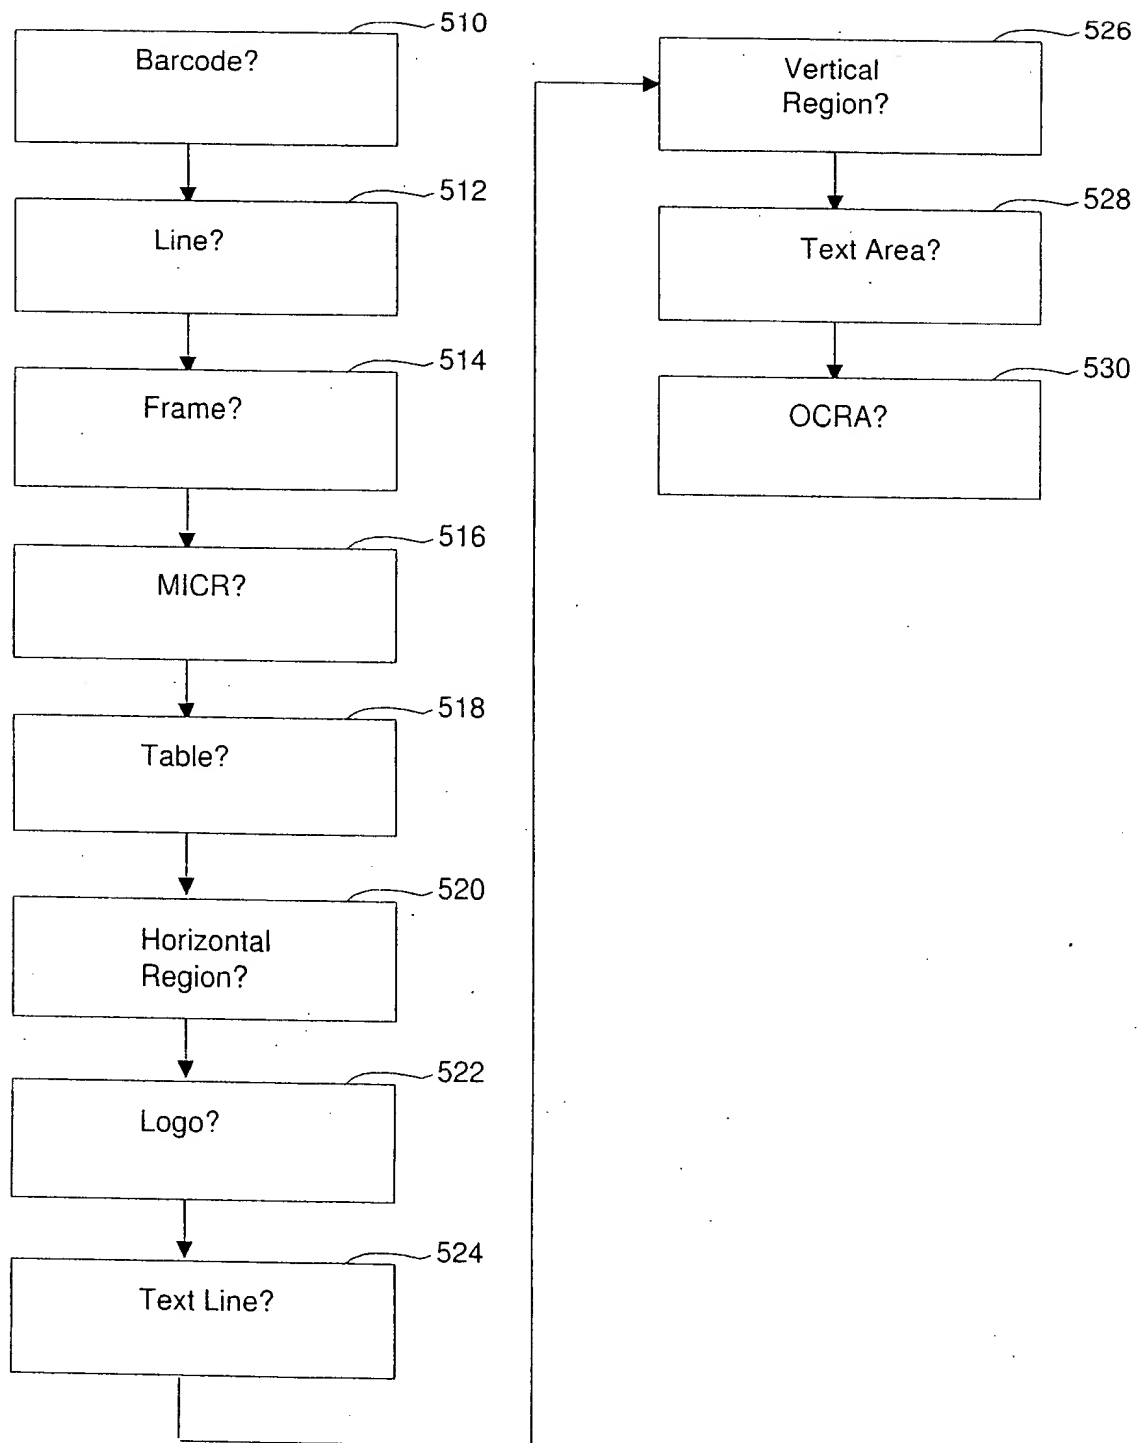 510
Barcode?
512
Line?
514
Frame?
516
MICR?
518
Table?
520
Horizontal
Region?
522
Logo?
524
Text Line?
526
Vertical
Region?
528
Text Area?
530
OCRA?